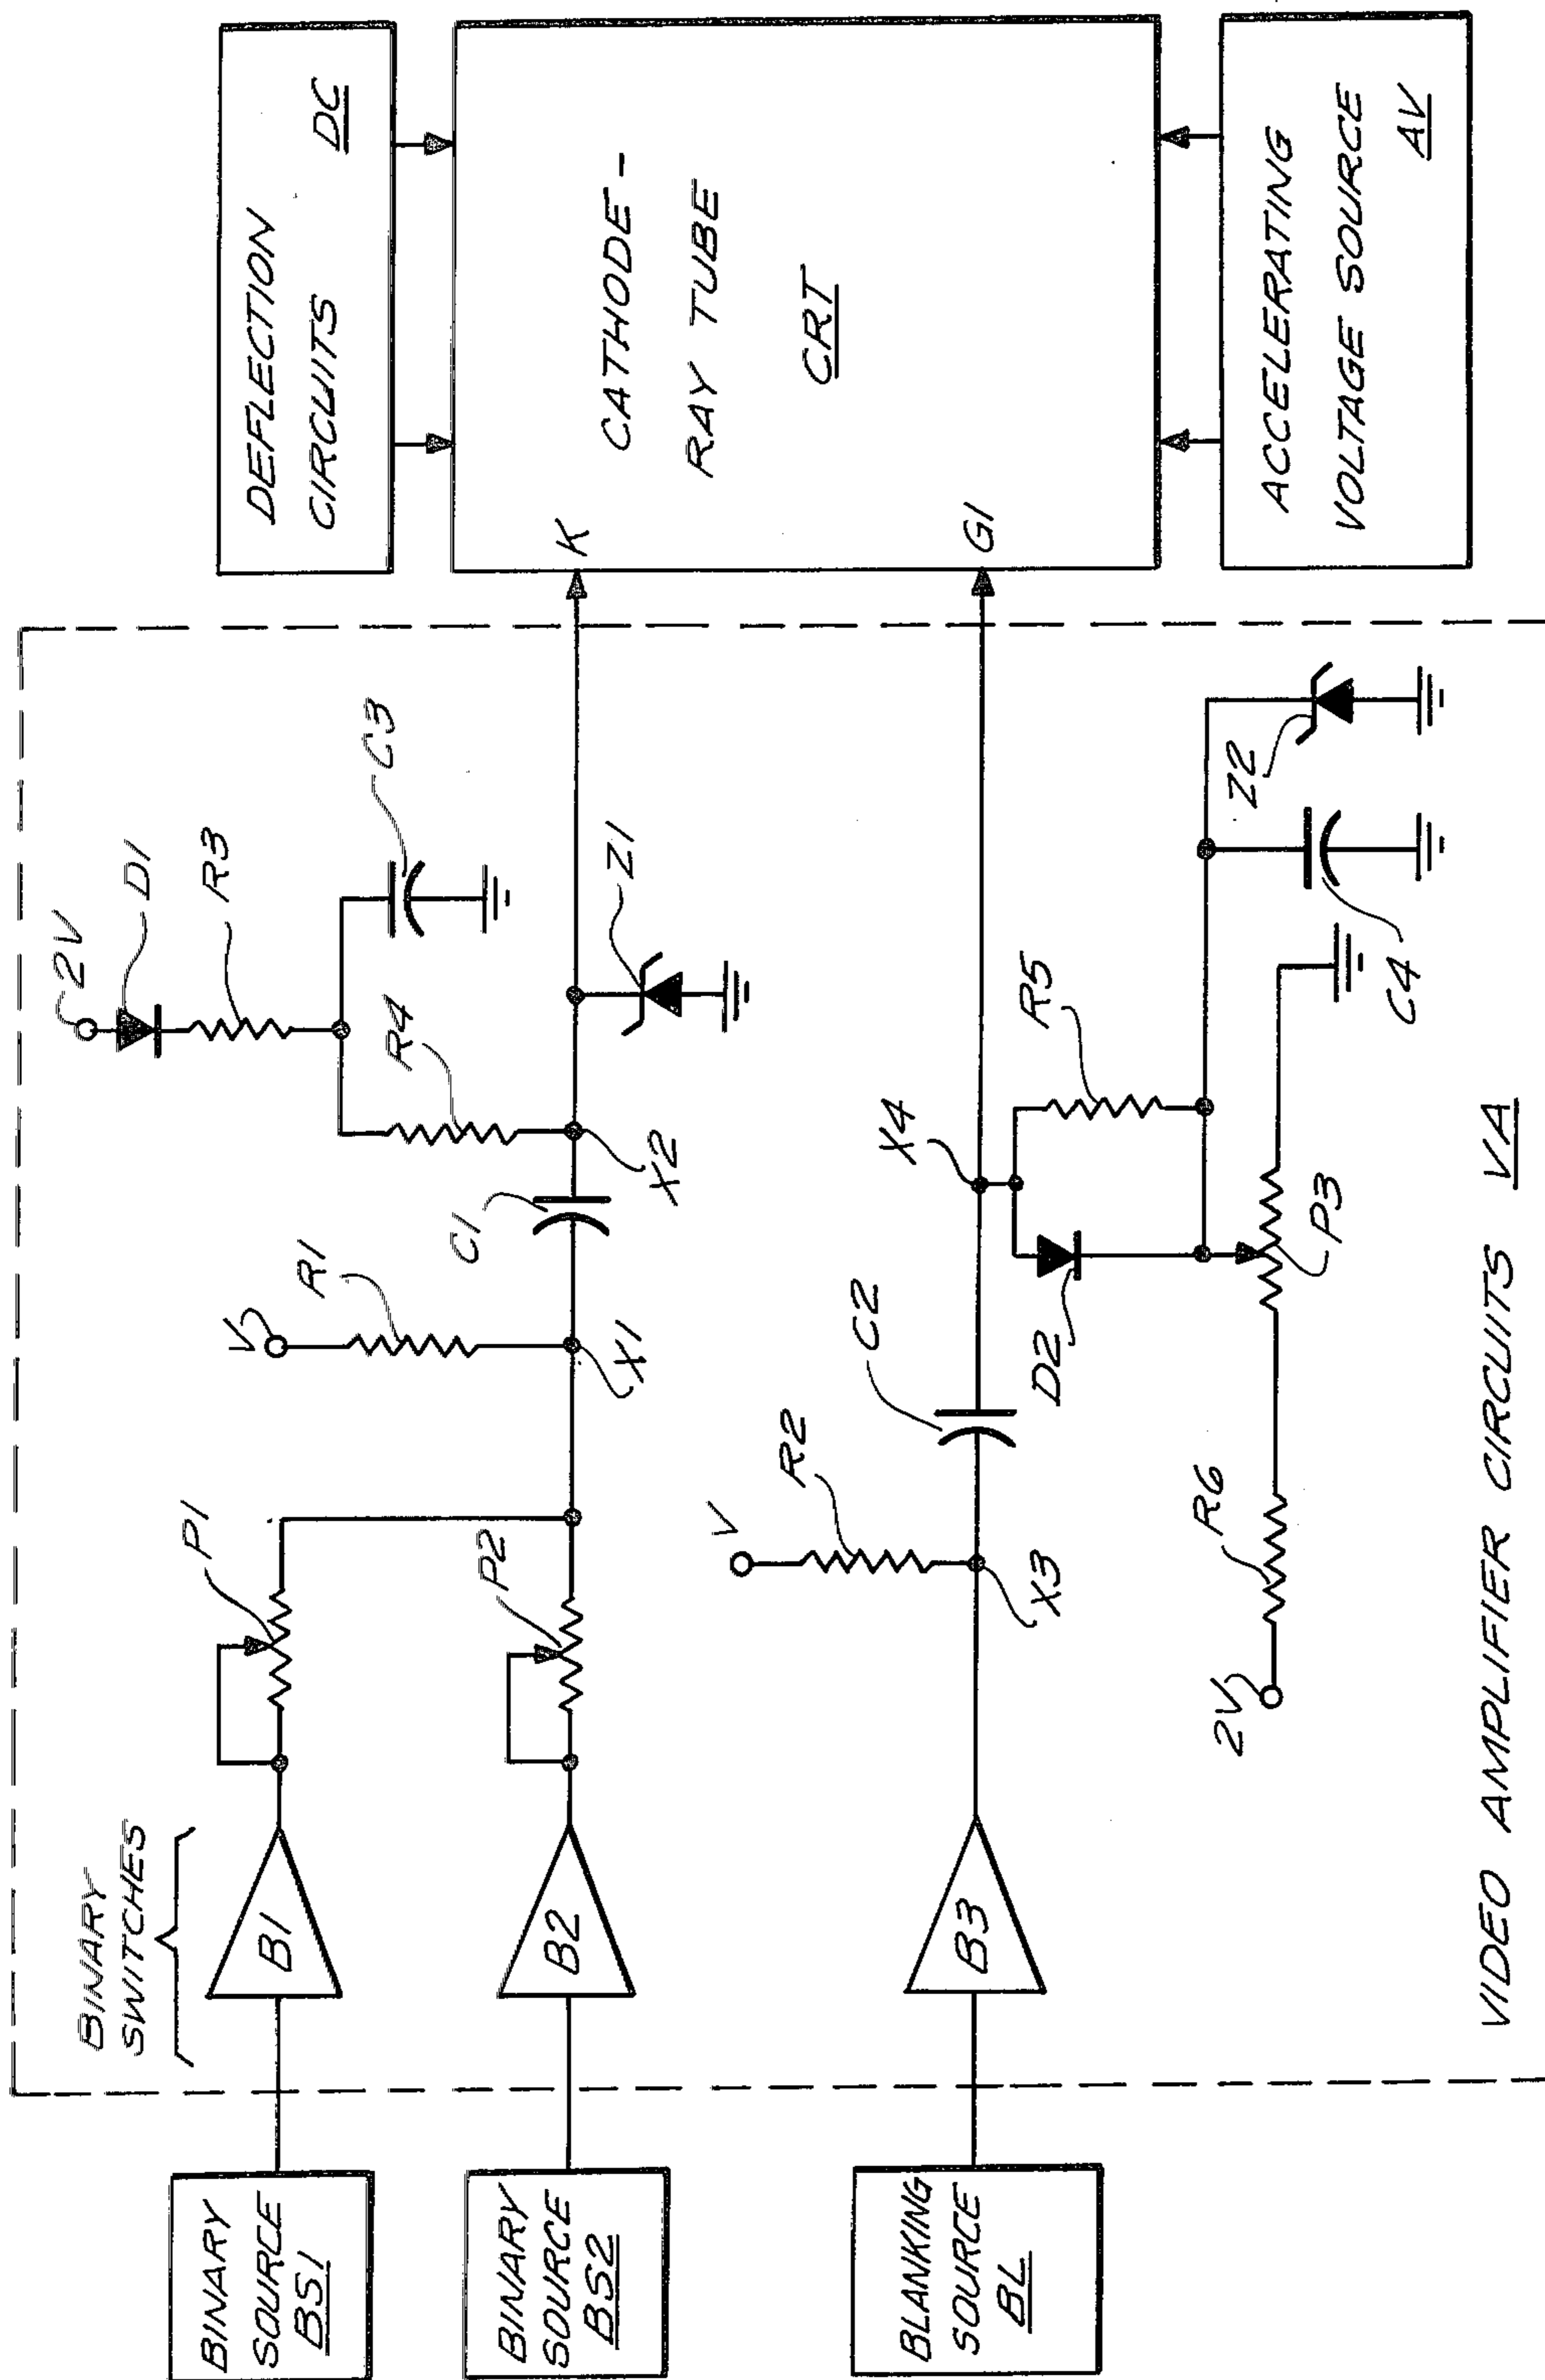 BINARY
SOURCE
BS1
BINARY
SOURCE
BS2
BLANKING
SOURCE
BL
BINARY
SWITCHES
B1
B2
B3
P1
P2
V
R1
X1
C1
X2
R4
2V
D1
R3
C3
Z1
K
V
R2
X3
C2
X4
D2
R5
2V
R6
P3
C4
Z2
G1
DEFLECTION
CIRCUITS
DC
CATHODE-
RAY TUBE
CRT
ACCELERATING
VOLTAGE SOURCE
AV
VIDEO AMPLIFIER CIRCUITS VA